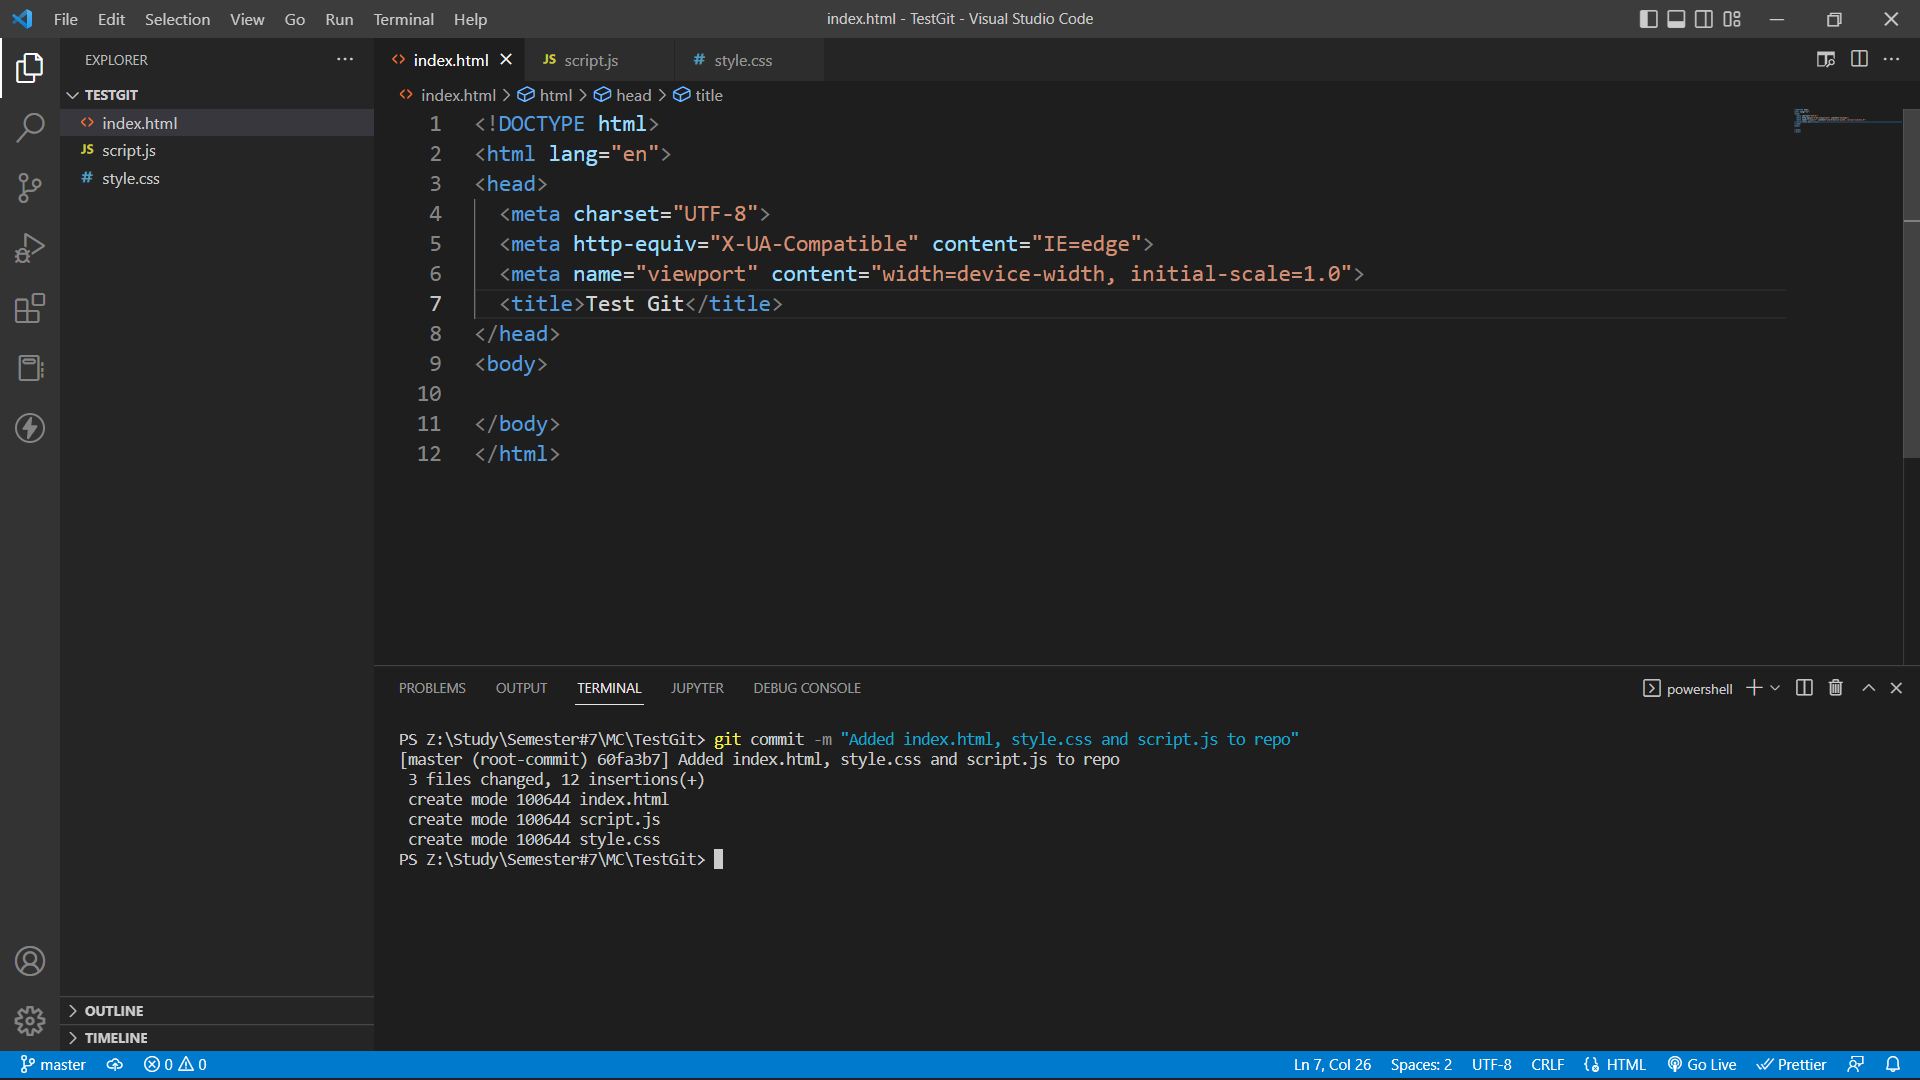 File Edit Selection View Go Run Terminal Help
index.html - TestGit - Visual Studio Code
EXPLORER
TESTGIT
index.html
JS script.js
# style.css
OUTLINE
TIMELINE
index.html JS script.js # style.css
index.html > html > head > title
1 <!DOCTYPE html>
2 <html lang="en">
3 <head>
4 <meta charset="UTF-8">
5 <meta http-equiv="X-UA-Compatible" content="IE=edge">
6 <meta name="viewport" content="width=device-width, initial-scale=1.0">
7 <title>Test Git</title>
8 </head>
9 <body>
10
11 </body>
12 </html>
PROBLEMS OUTPUT TERMINAL JUPYTER DEBUG CONSOLE
powershell
PS Z:\Study\Semester#7\MC\TestGit> git commit -m "Added index.html, style.css and script.js to repo"
[master (root-commit) 60fa3b7] Added index.html, style.css and script.js to repo
3 files changed, 12 insertions(+)
create mode 100644 index.html
create mode 100644 script.js
create mode 100644 style.css
PS Z:\Study\Semester#7\MC\TestGit>
master 0 0
Ln 7, Col 26 Spaces: 2 UTF-8 CRLF HTML Go Live Prettier